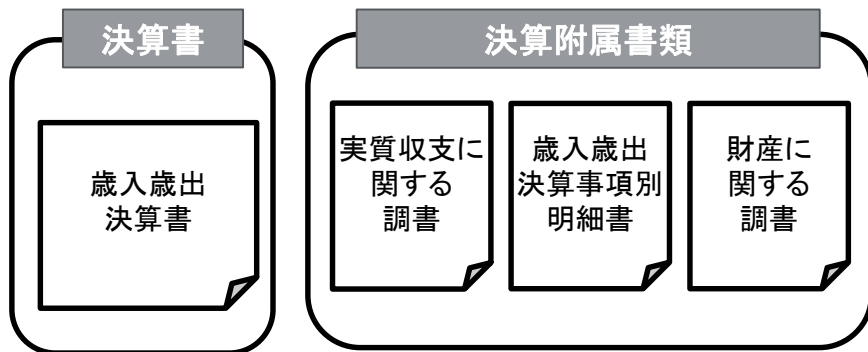 決算書
歳入歳出
決算書
決算附属書類
実質収支に
関する
調書
歳入歳出
決算事項別
明細書
財産に
関する
調書